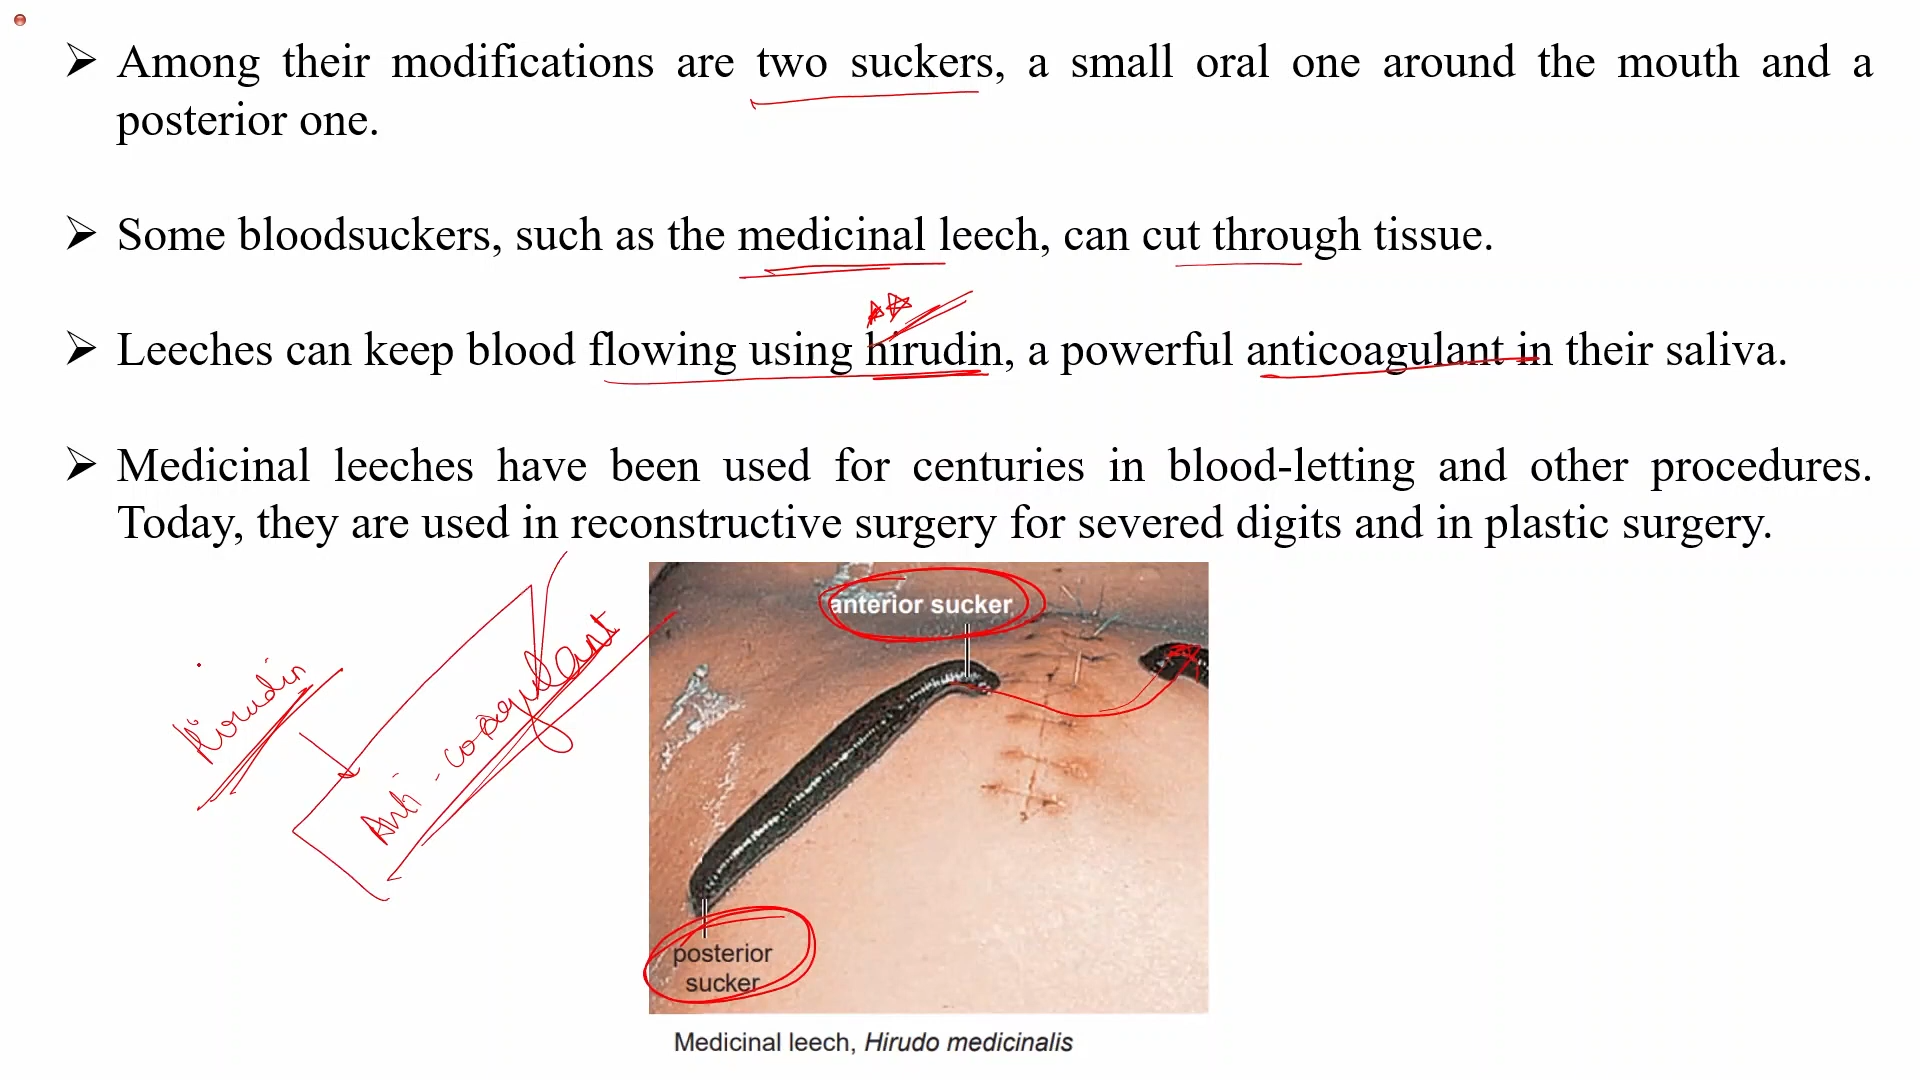 ➢ Among their modifications are two suckers, a small oral one around the mouth and a
posterior one.
➢ Some bloodsuckers, such as the medicinal leech, can cut through tissue.
➢ Leeches can keep blood flowing using hirudin, a powerful anticoagulant in their saliva.
➢ Medicinal leeches have been used for centuries in blood-letting and other procedures.
Today, they are used in reconstructive surgery for severed digits and in plastic surgery.
anterior sucker
Hirudin
Anti-coagulant
posterior
sucker
Medicinal leech, Hirudo medicinalis